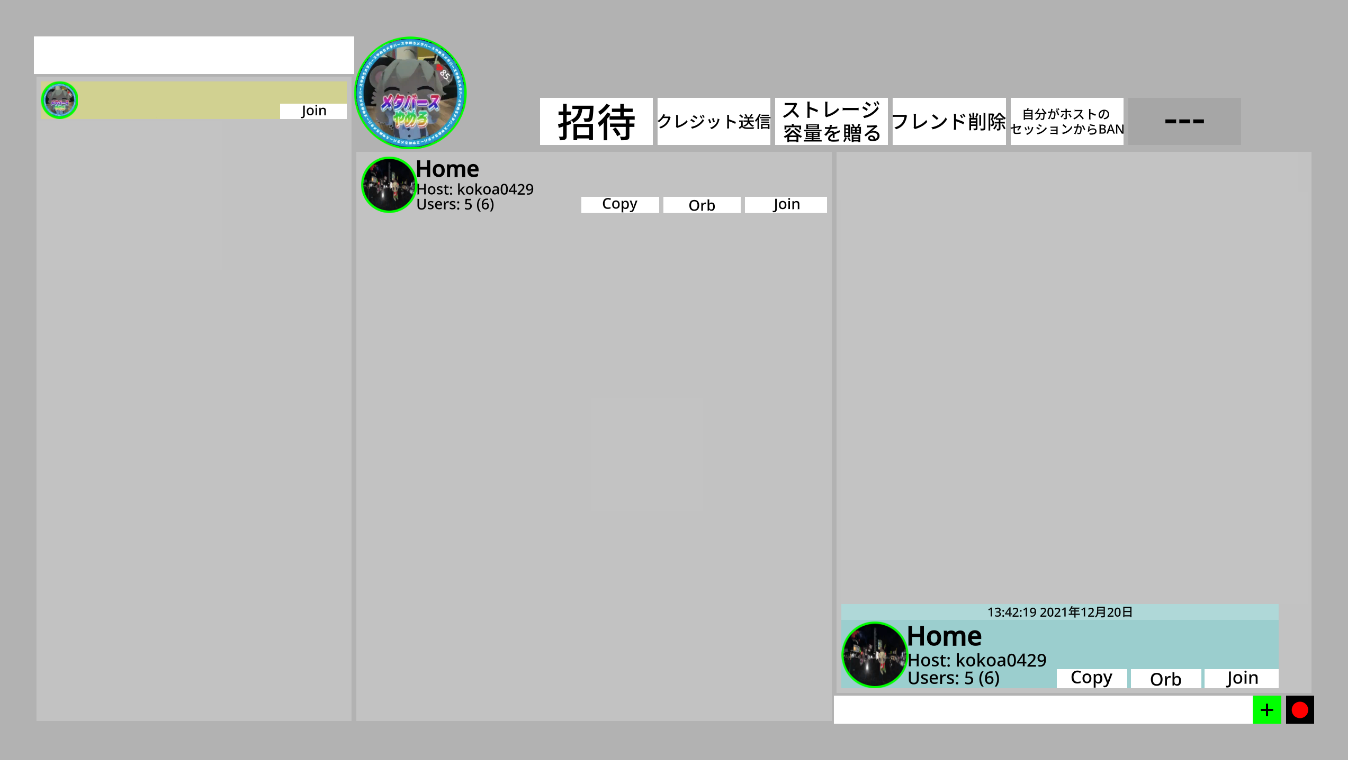 Join
85
メタバース
やめろ
招待
クレジット送信
ストレージ
容量を贈る
フレンド削除
自分がホストの
セッションからBAN
---
Home
Host: kokoa0429
Users: 5 (6)
Copy
Orb
Join
13:42:19 2021年12月20日
Home
Host: kokoa0429
Users: 5 (6)
Copy
Orb
Join
+